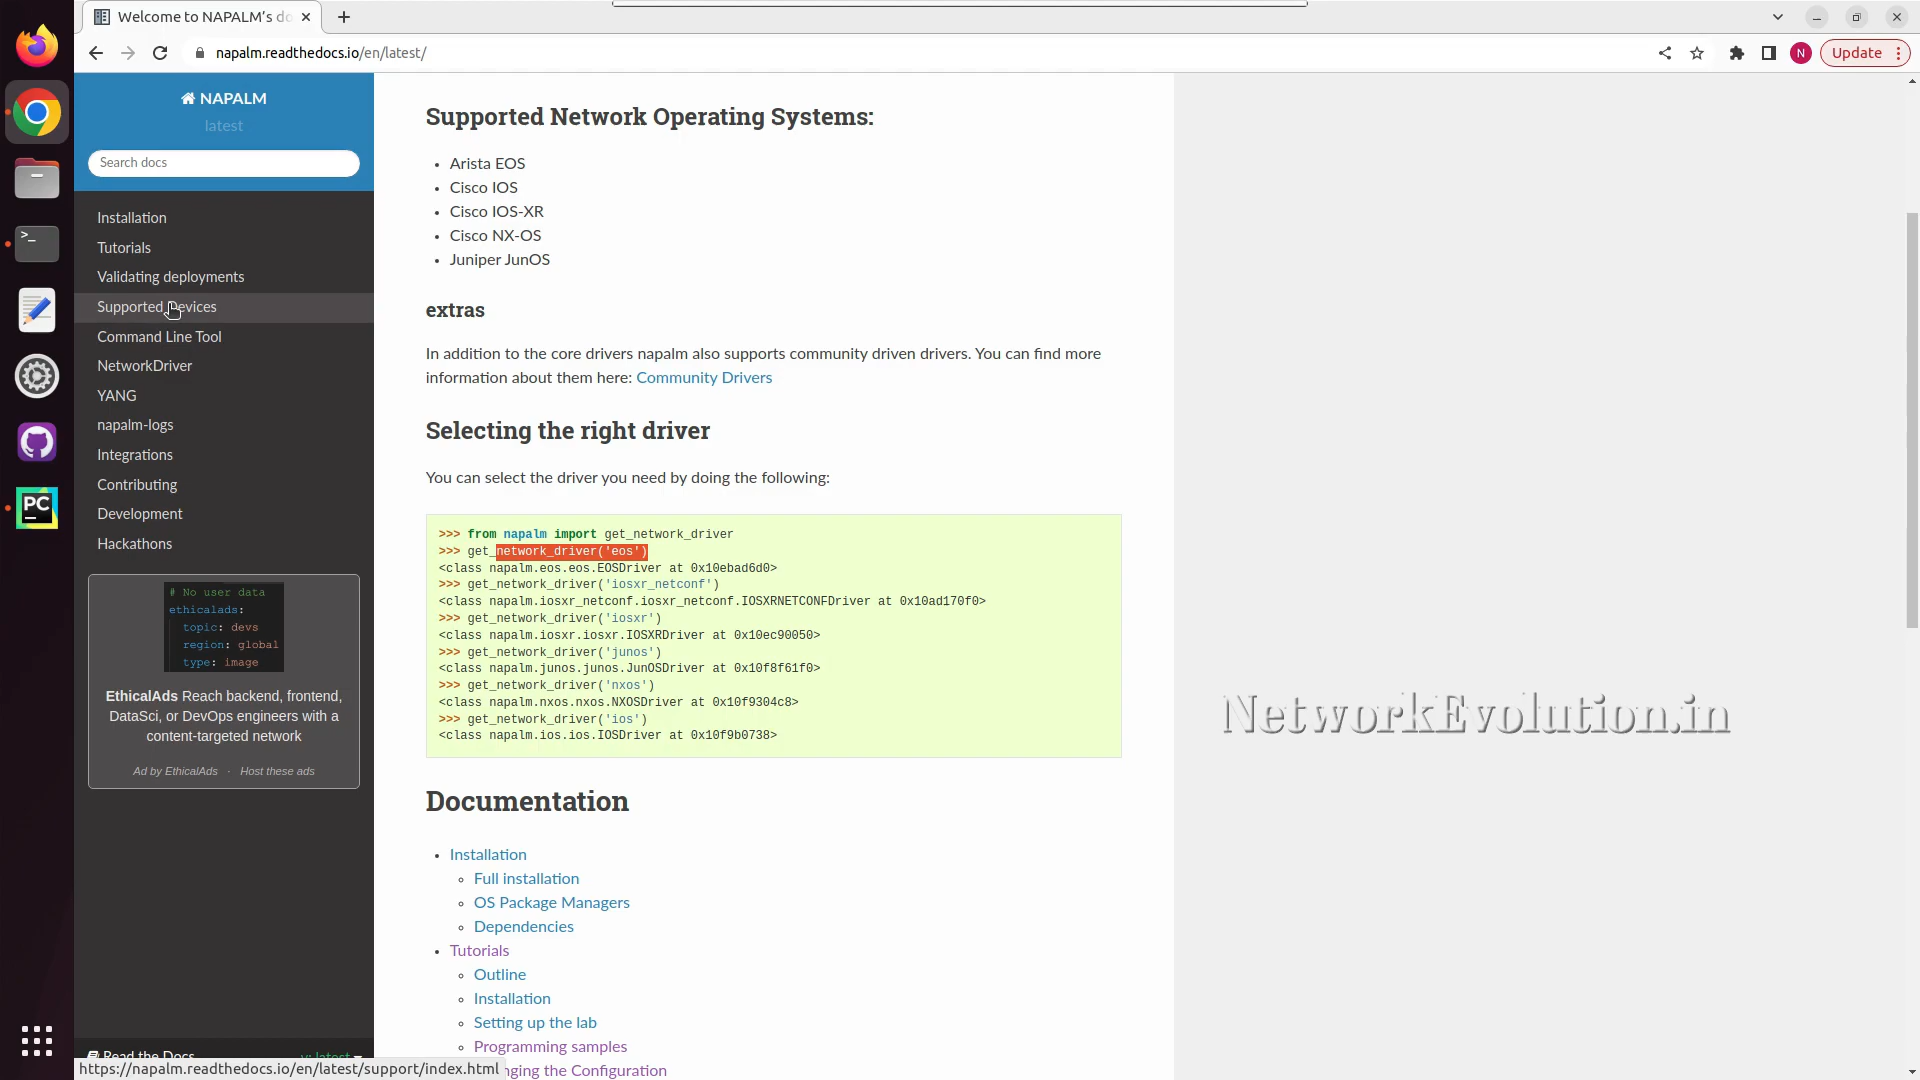 Welcome to NAPALM's do
napalm.readthedocs.io/en/latest/
N
Update
NAPALM
latest
Search docs
Installation
Tutorials
Validating deployments
Supported Devices
Command Line Tool
NetworkDriver
YANG
napalm-logs
Integrations
Contributing
Development
Hackathons
# No user data
ethicalads:
topic: devs
region: global
type: image
EthicalAds Reach backend, frontend,
DataSci, or DevOps engineers with a
content-targeted network
Ad by EthicalAds · Host these ads
Read the Docs
v: latest
https://napalm.readthedocs.io/en/latest/support/index.html
Supported Network Operating Systems:
• Arista EOS
• Cisco IOS
• Cisco IOS-XR
• Cisco NX-OS
• Juniper JunOS
extras
In addition to the core drivers napalm also supports community driven drivers. You can find more
information about them here: Community Drivers
Selecting the right driver
You can select the driver you need by doing the following:
>>> from napalm import get_network_driver
>>> get_network_driver('eos')
<class napalm.eos.eos.EOSDriver at 0x10ebad6d0>
>>> get_network_driver('iosxr_netconf')
<class napalm.iosxr_netconf.iosxr_netconf.IOSXRNETCONFDriver at 0x10ad170f0>
>>> get_network_driver('iosxr')
<class napalm.iosxr.iosxr.IOSXRDriver at 0x10ec90050>
>>> get_network_driver('junos')
<class napalm.junos.junos.JunOSDriver at 0x10f8f61f0>
>>> get_network_driver('nxos')
<class napalm.nxos.nxos.NXOSDriver at 0x10f9304c8>
>>> get_network_driver('ios')
<class napalm.ios.ios.IOSDriver at 0x10f9b0738>
Documentation
• Installation
◦ Full installation
◦ OS Package Managers
◦ Dependencies
• Tutorials
◦ Outline
◦ Installation
◦ Setting up the lab
◦ Programming samples
nging the Configuration
NetworkEvolution.in
PC
>_